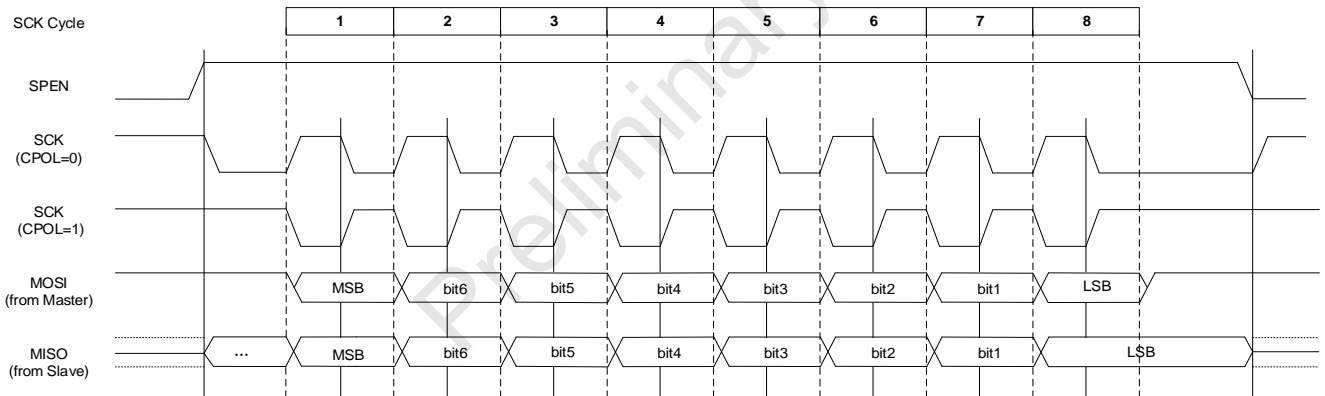 SCK Cycle 1 2 3 4 5 6 7 8
SPEN
SCK
(CPOL=0)
SCK
(CPOL=1)
MOSI
(from Master)
MSB bit6 bit5 bit4 bit3 bit2 bit1 LSB
MISO
(from Slave)
... MSB bit6 bit5 bit4 bit3 bit2 bit1 LSB
Preliminary